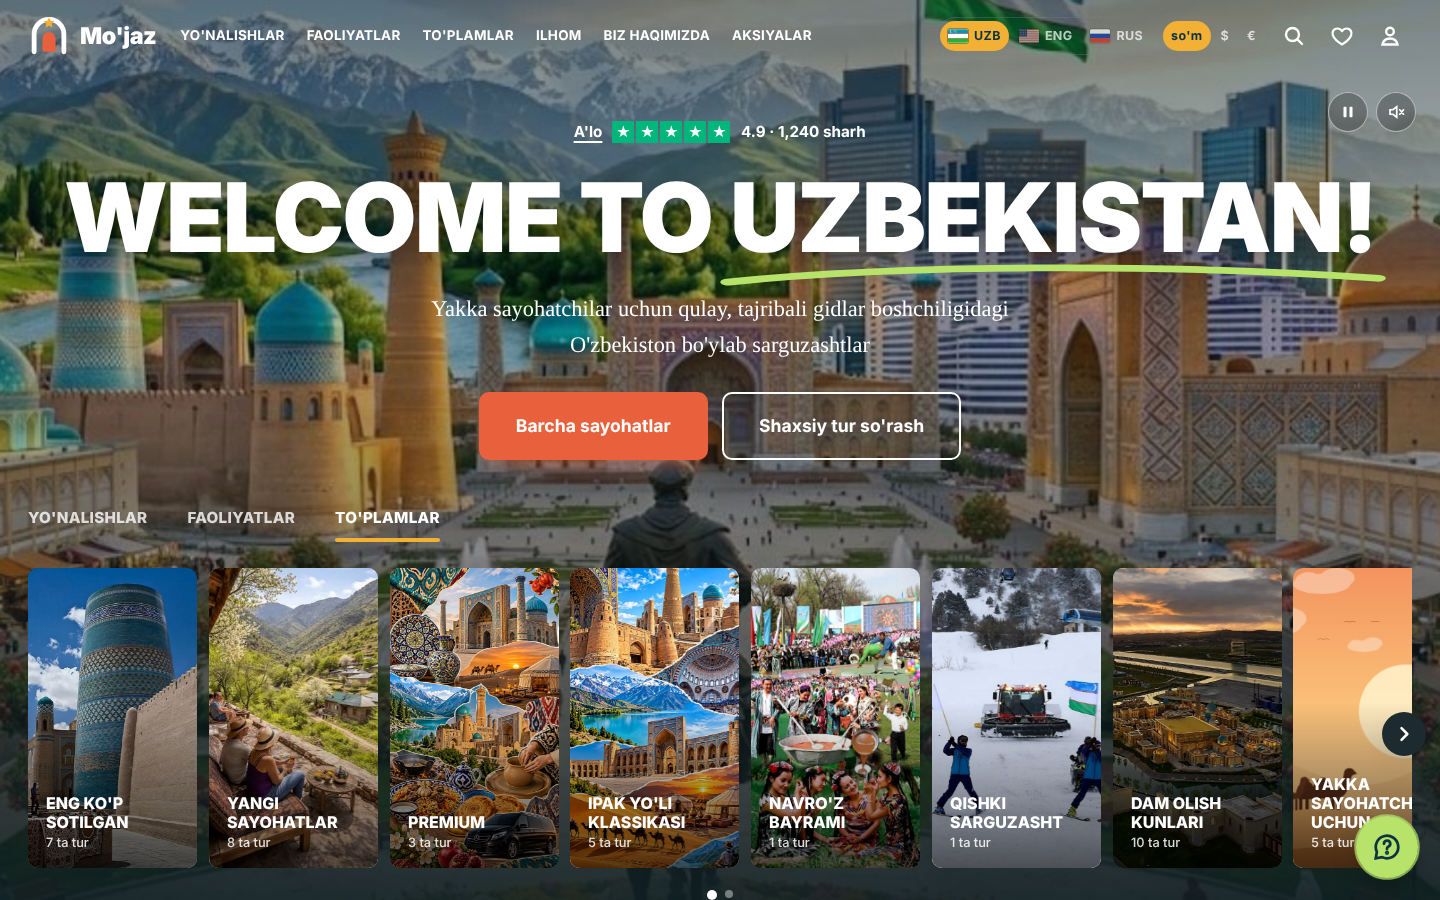 Mo'jaz
YO'NALISHLAR FAOLIYATLAR TO'PLAMLAR ILHOM BIZ HAQIMIZDA AKSIYALAR
UZB ENG RUS so'm $ €
A'lo 4.9 · 1,240 sharh
WELCOME TO UZBEKISTAN!
Yakka sayohatchilar uchun qulay, tajribali gidlar boshchiligidagi
O'zbekiston bo'ylab sarguzashtlar
Barcha sayohatlar Shaxsiy tur so'rash
YO'NALISHLAR FAOLIYATLAR TO'PLAMLAR
ENG KO'P
SOTILGAN
7 ta tur
YANGI
SAYOHATLAR
8 ta tur
PREMIUM
3 ta tur
IPAK YO'LI
KLASSIKASI
5 ta tur
NAVRO'Z
BAYRAMI
1 ta tur
QISHKI
SARGUZASHT
1 ta tur
DAM OLISH
KUNLARI
10 ta tur
YAKKA
SAYOHATCH
UCHUN
5 ta tur